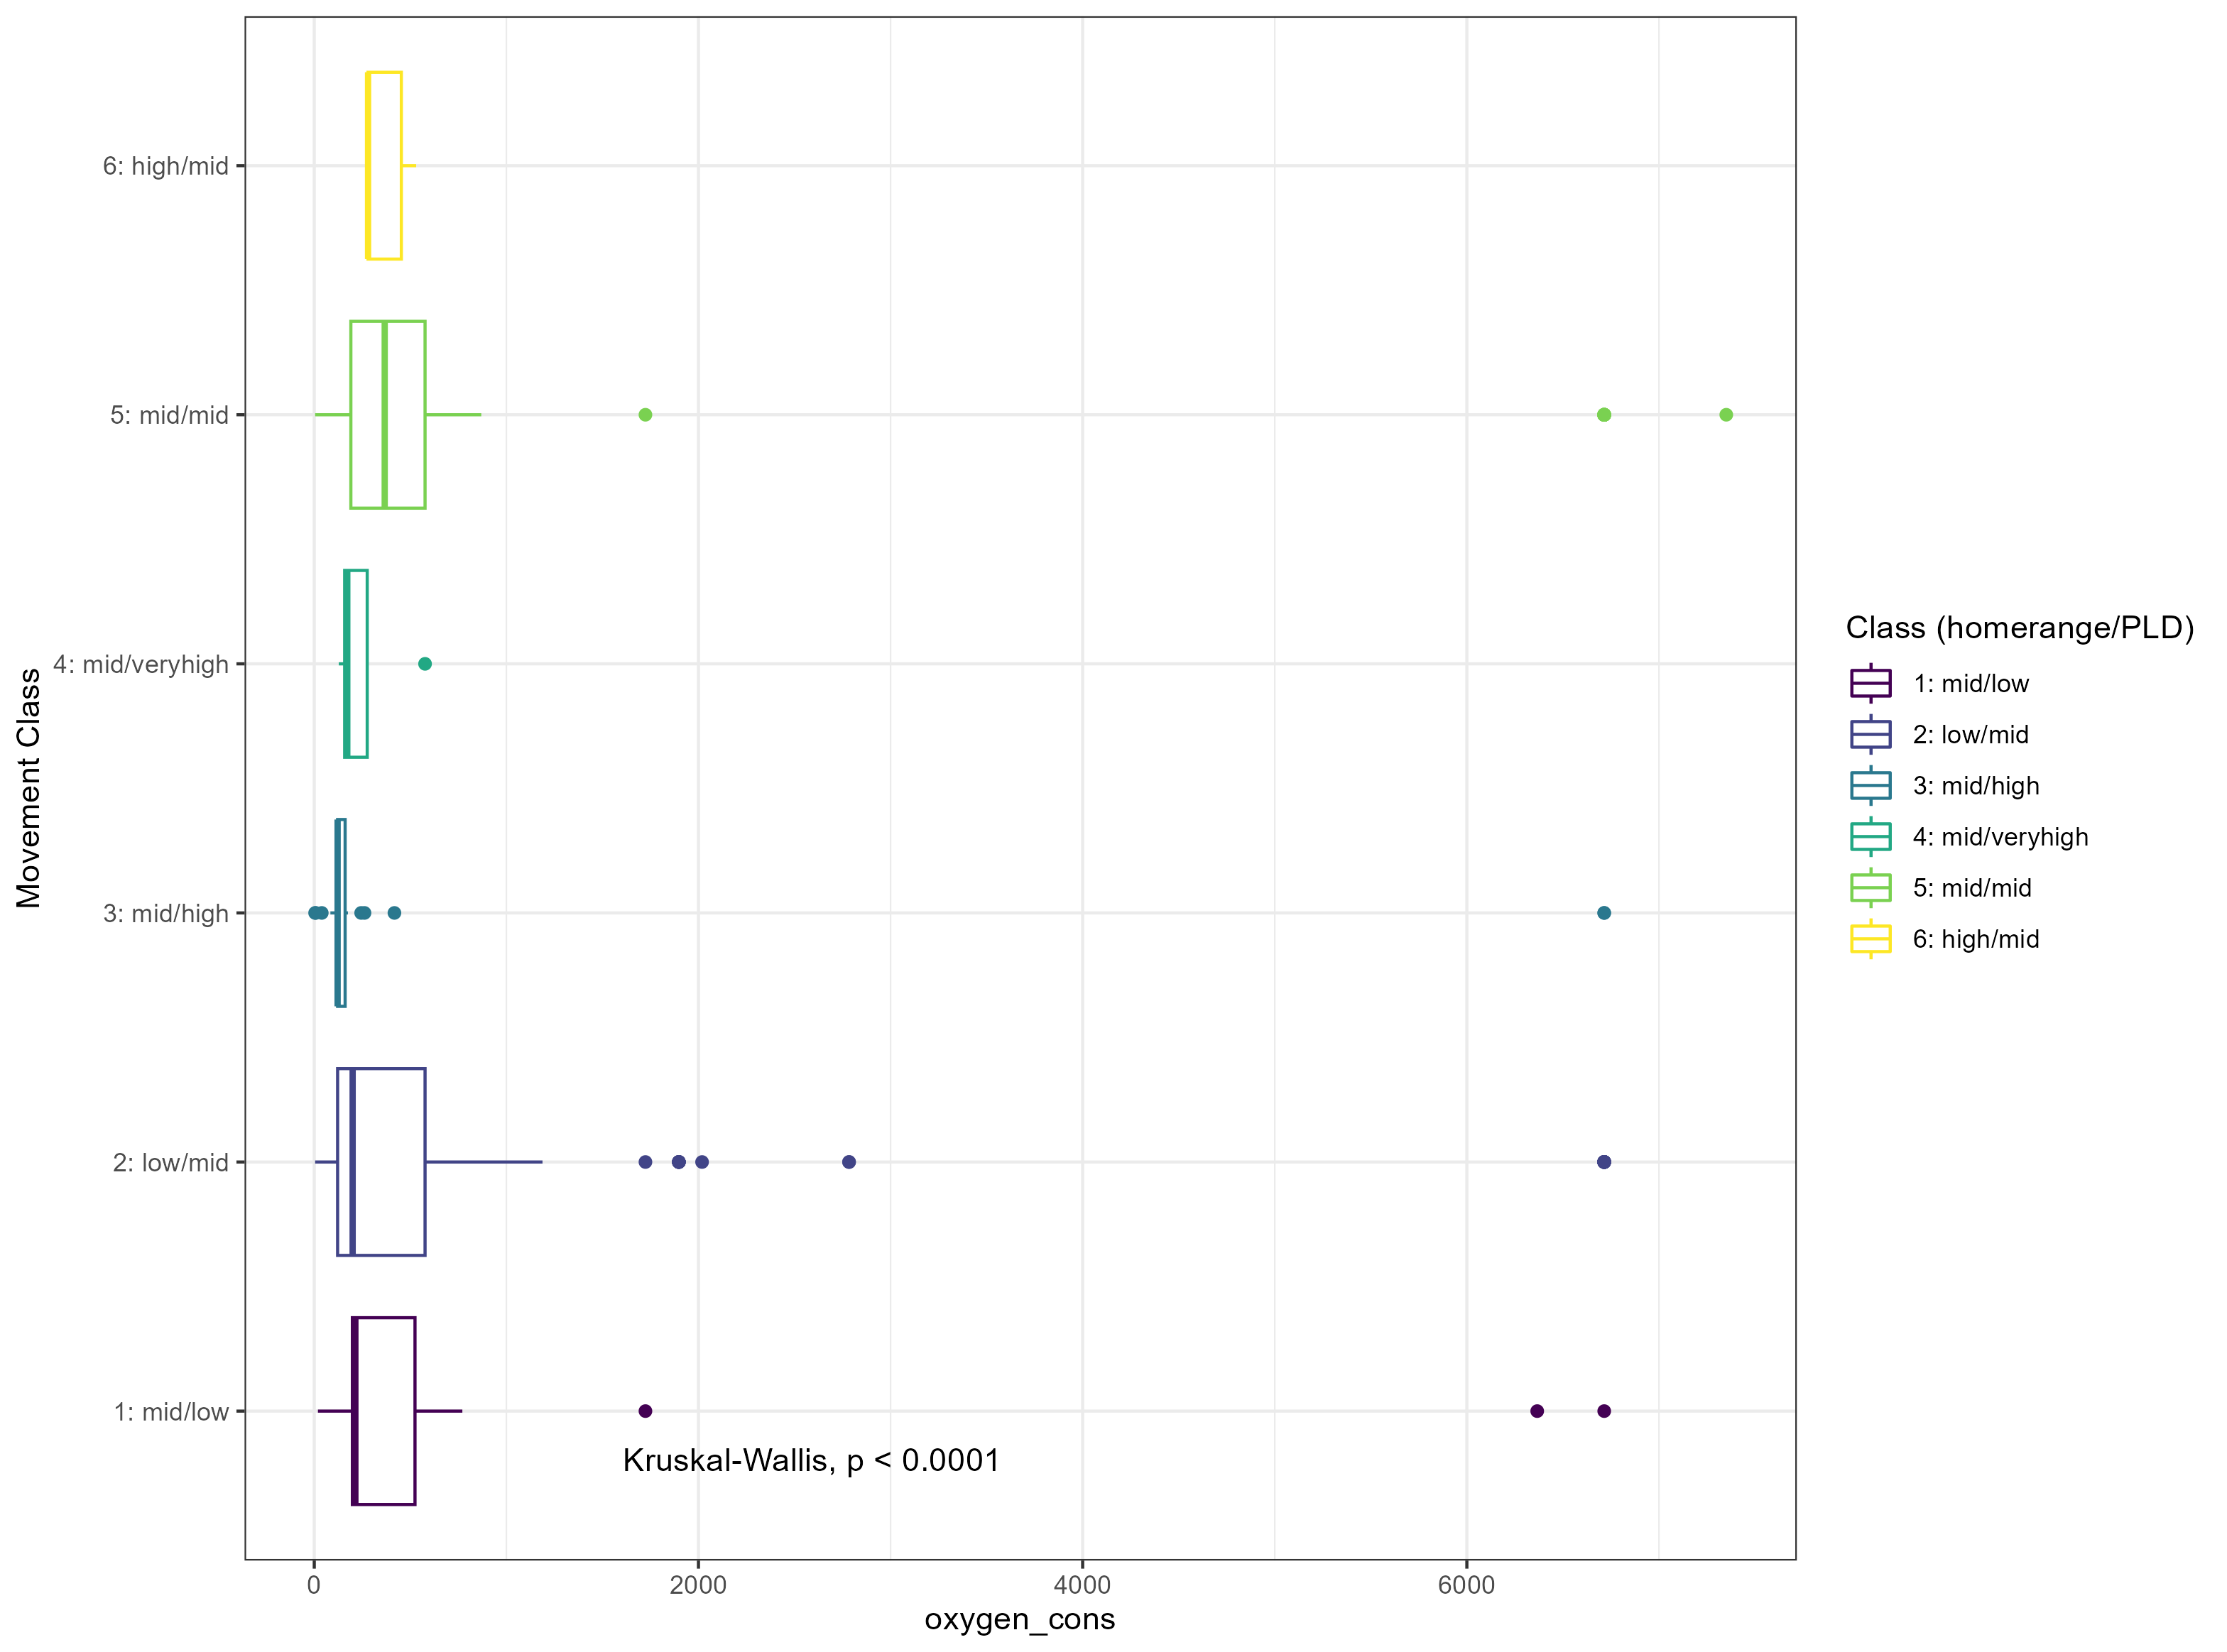 6: high/mid
5: mid/mid
4: mid/veryhigh
3: mid/high
2: low/mid
1: mid/low
Movement Class
Kruskal-Wallis, p < 0.0001
0 2000 4000 6000
oxygen_cons
Class (homerange/PLD)
1: mid/low
2: low/mid
3: mid/high
4: mid/veryhigh
5: mid/mid
6: high/mid